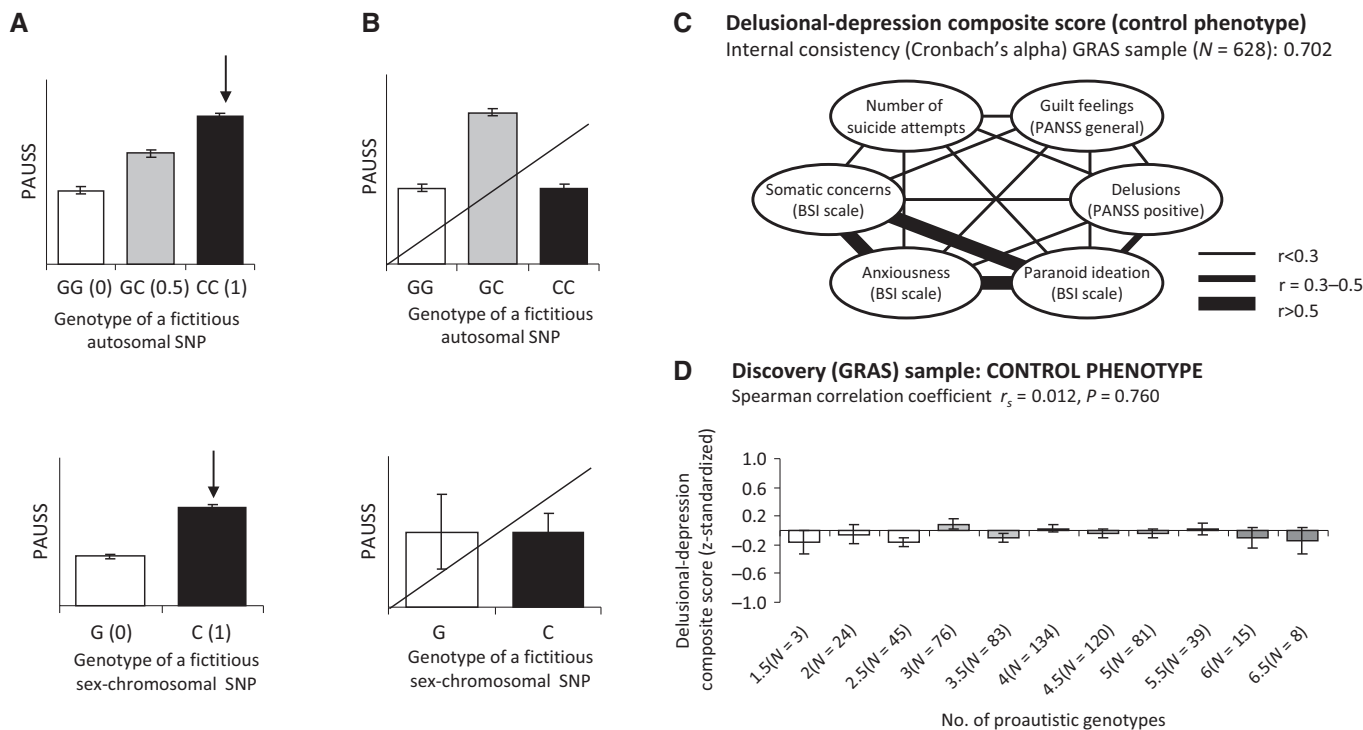 A
PAUSS
GG (0) GC (0.5) CC (1)
Genotype of a fictitious
autosomal SNP
PAUSS
G (0) C (1)
Genotype of a fictitious
sex-chromosomal SNP
B
PAUSS
GG GC CC
Genotype of a fictitious
autosomal SNP
PAUSS
G C
Genotype of a fictitious
sex-chromosomal SNP
C Delusional-depression composite score (control phenotype)
Internal consistency (Cronbach's alpha) GRAS sample (N = 628): 0.702
Number of
suicide attempts
Guilt feelings
(PANSS general)
Somatic concerns
(BSI scale)
Delusions
(PANSS positive)
Anxiousness
(BSI scale)
Paranoid ideation
(BSI scale)
r<0.3
r = 0.3–0.5
r>0.5
D Discovery (GRAS) sample: CONTROL PHENOTYPE
Spearman correlation coefficient rs = 0.012, P = 0.760
Delusional-depression
composite score (z-standardized)
1.0
0.6
0.2
−0.2
−0.6
−1.0
1.5(N = 3)
2(N = 24)
2.5(N = 45)
3(N = 76)
3.5(N = 83)
4(N = 134)
4.5(N = 120)
5(N = 81)
5.5(N = 39)
6(N = 15)
6.5(N = 8)
No. of proautistic genotypes